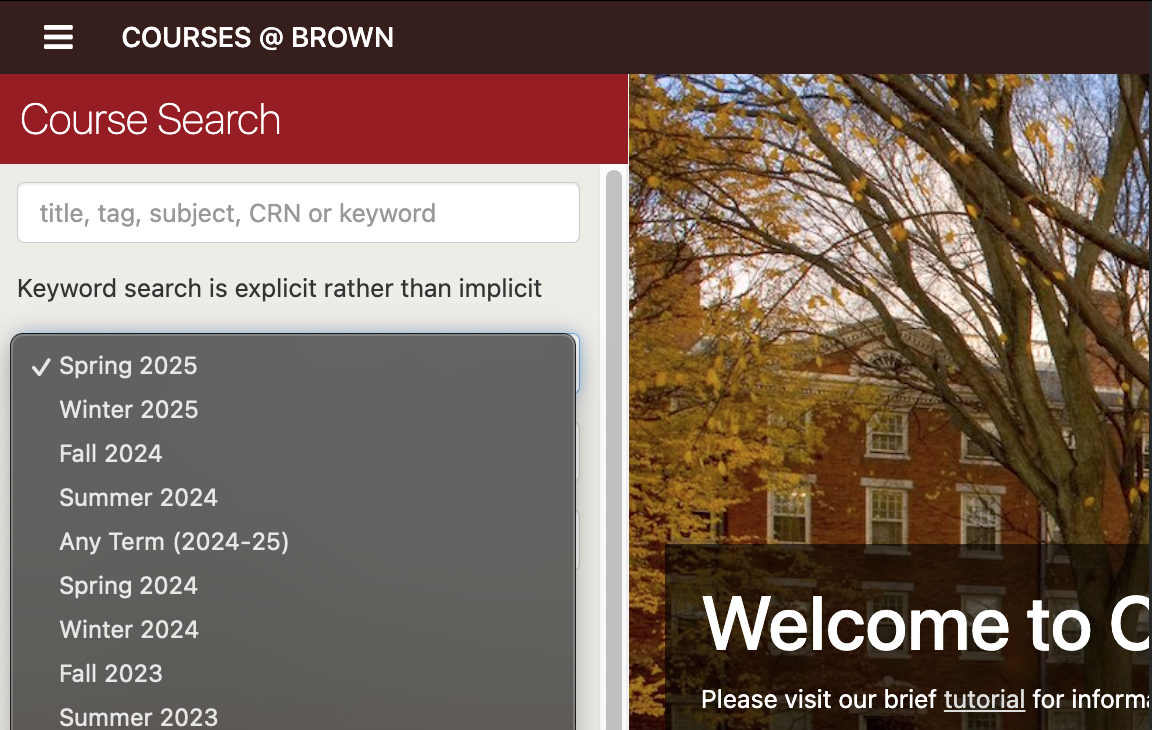 COURSES @ BROWN
Course Search
title, tag, subject, CRN or keyword
Keyword search is explicit rather than implicit
✓ Spring 2025
Winter 2025
Fall 2024
Summer 2024
Any Term (2024-25)
Spring 2024
Winter 2024
Fall 2023
Summer 2023
Welcome to C
Please visit our brief tutorial for informa